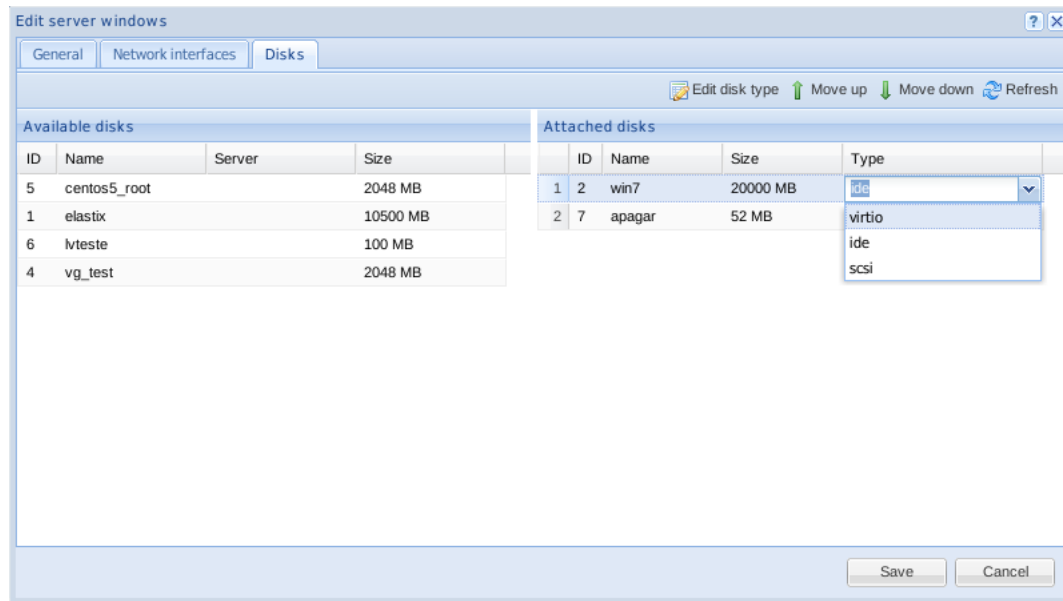 Edit server windows
General Network interfaces Disks
Edit disk type Move up Move down Refresh
Available disks
ID Name Server Size
5 centos5_root 2048 MB
1 elastix 10500 MB
6 lvteste 100 MB
4 vg_test 2048 MB
Attached disks
ID Name Size Type
1 2 win7 20000 MB ide
2 7 apagar 52 MB
virtio
ide
scsi
Save Cancel